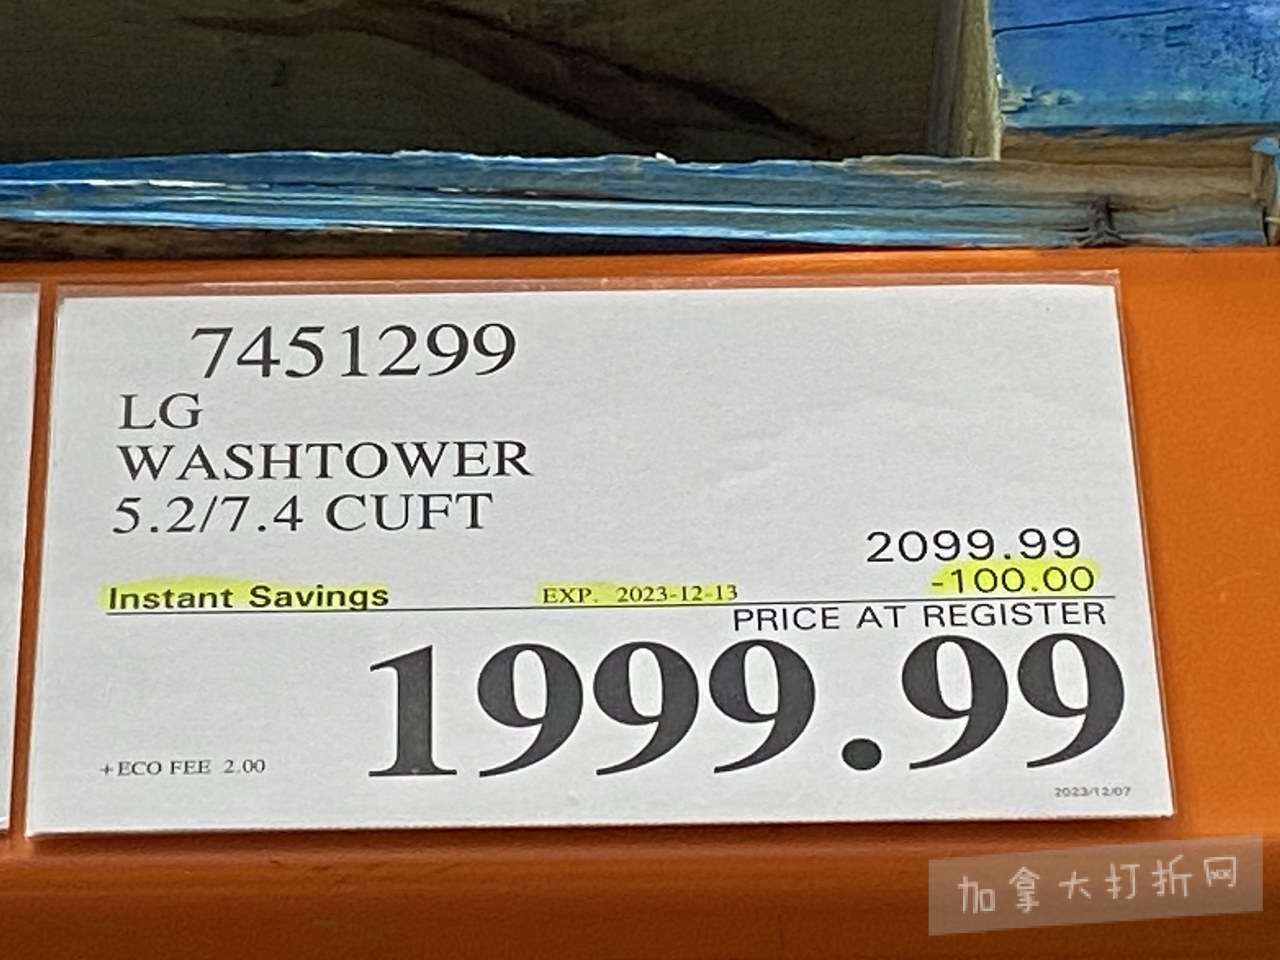 7451299
LG
WASHTOWER
5.2/7.4 CUFT
2099.99
Instant Savings EXP. 2023-12-13 -100.00
PRICE AT REGISTER
1999.99
+ECO FEE 2.00
2023/12/07
加拿大打折网